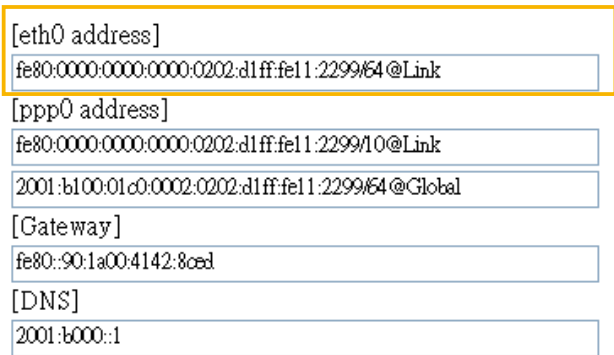 [eth0 address]
fe80:0000:0000:0000:0202:d1ff:fe11:2299/64@Link
[ppp0 address]
fe80:0000:0000:0000:0202:d1ff:fe11:2299/10@Link
2001:b100:01c0:0002:0202:d1ff:fe11:2299/64@Global
[Gateway]
fe80::90:1a00:4142:8ced
[DNS]
2001:b000::1